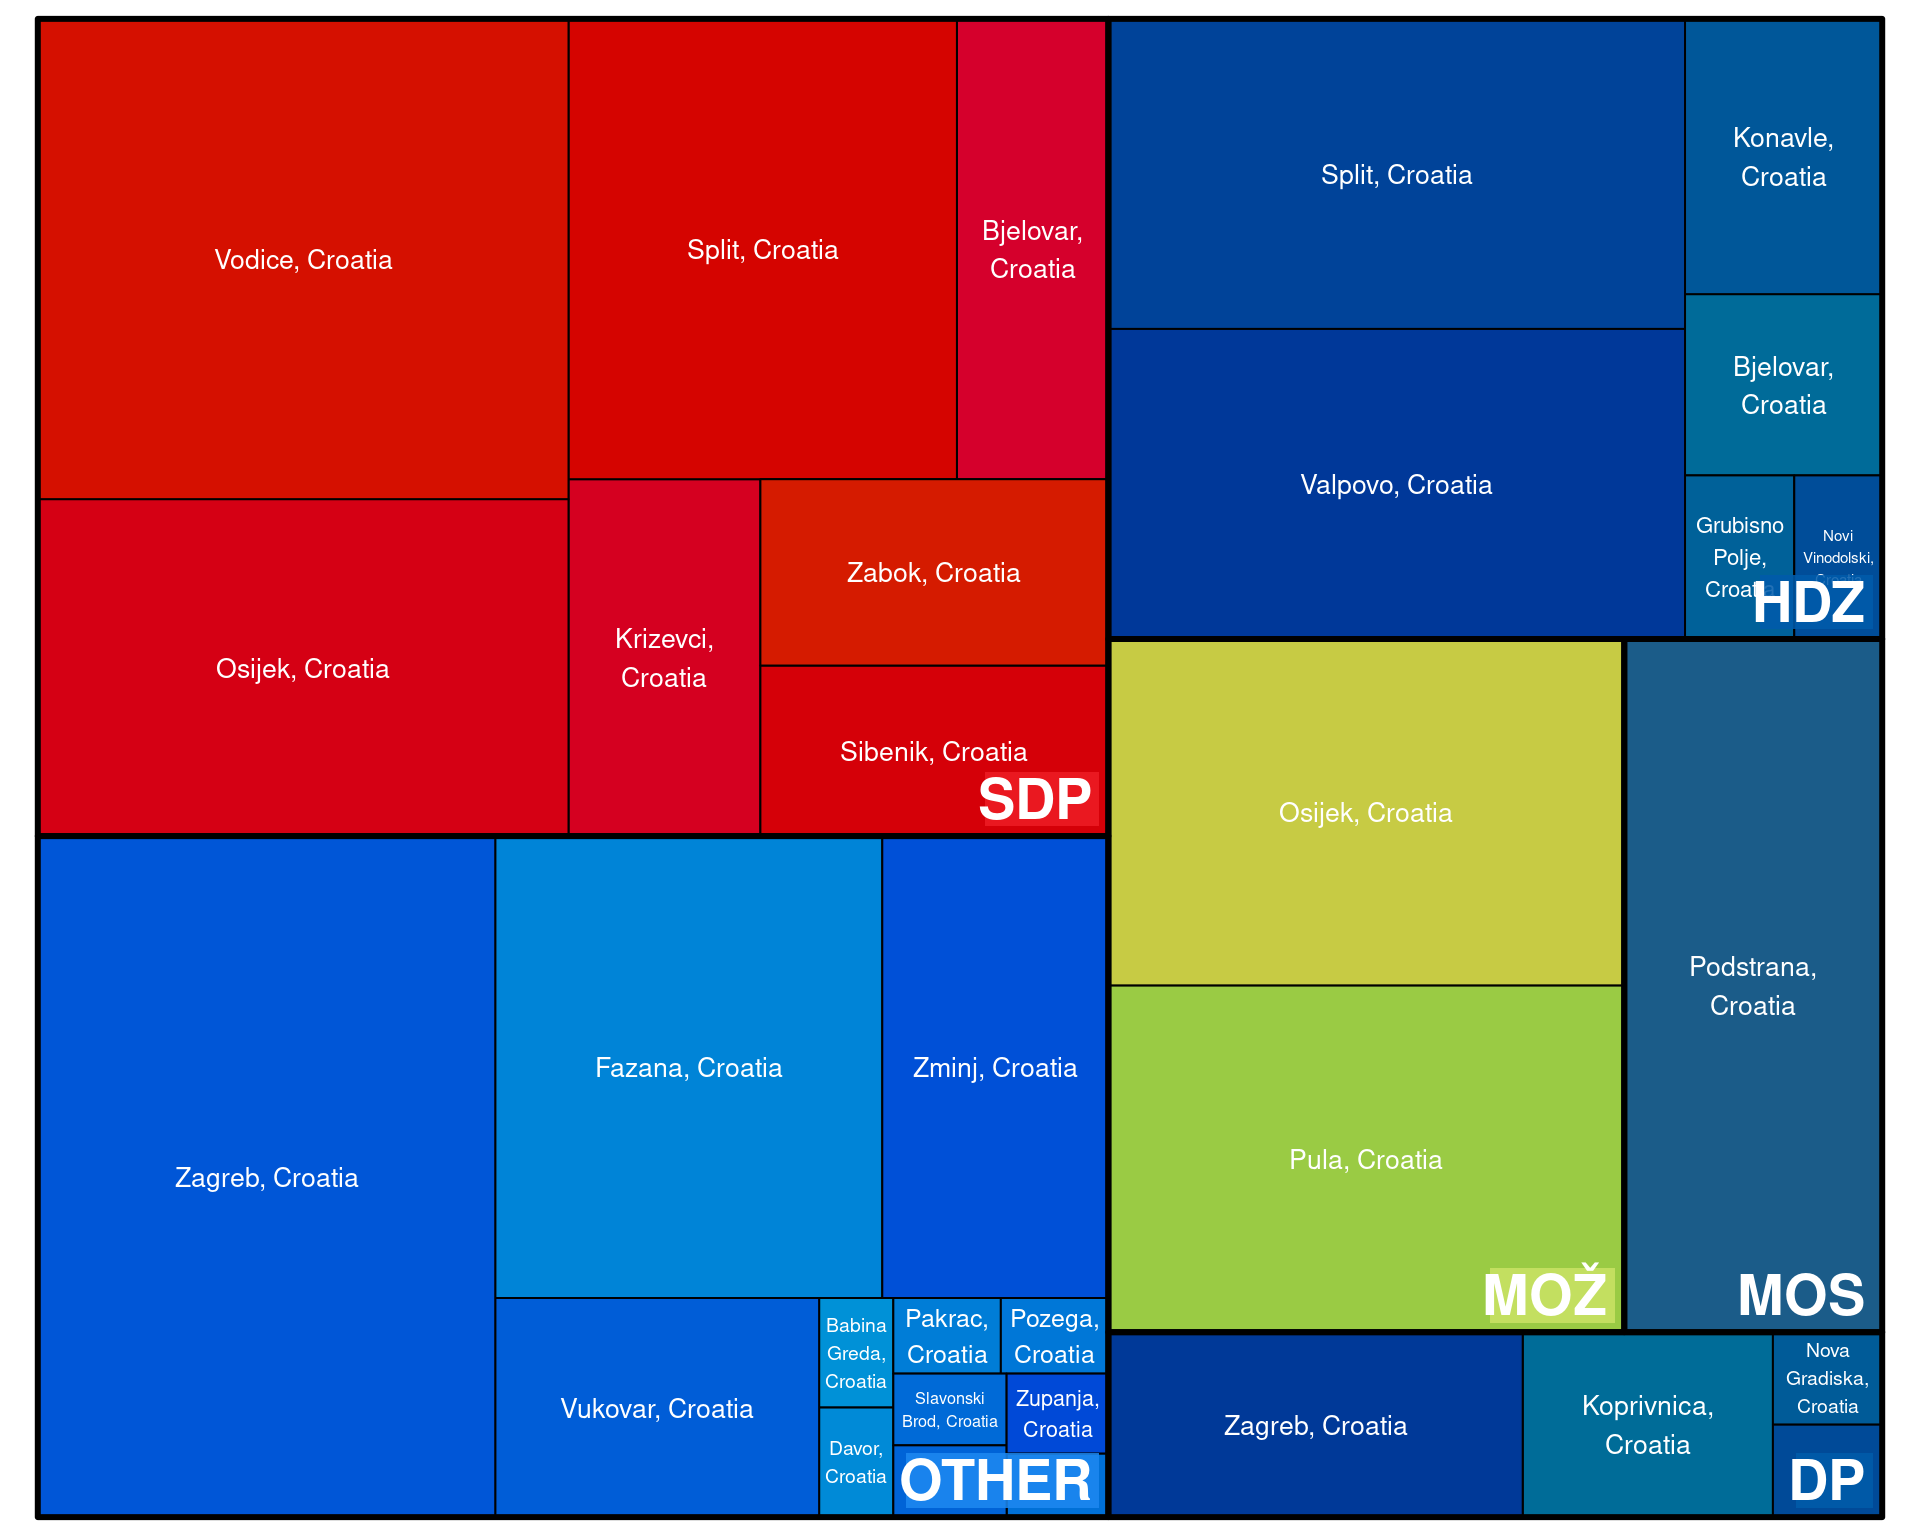 Vodice, Croatia
Split, Croatia
Bjelovar,
Croatia
Osijek, Croatia
Krizevci,
Croatia
Zabok, Croatia
Sibenik, Croatia
SDP
Split, Croatia
Konavle,
Croatia
Valpovo, Croatia
Bjelovar,
Croatia
Grubisno
Polje,
Croatia
Novi
Vinodolski,
Croatia
HDZ
Zagreb, Croatia
Fazana, Croatia
Zminj, Croatia
Vukovar, Croatia
Babina
Greda,
Croatia
Davor,
Croatia
Pakrac,
Croatia
Pozega,
Croatia
Slavonski
Brod, Croatia
Zupanja,
Croatia
OTHER
Osijek, Croatia
Pula, Croatia
MOŽ
Podstrana,
Croatia
MOS
Zagreb, Croatia
Koprivnica,
Croatia
Nova
Gradiska,
Croatia
DP